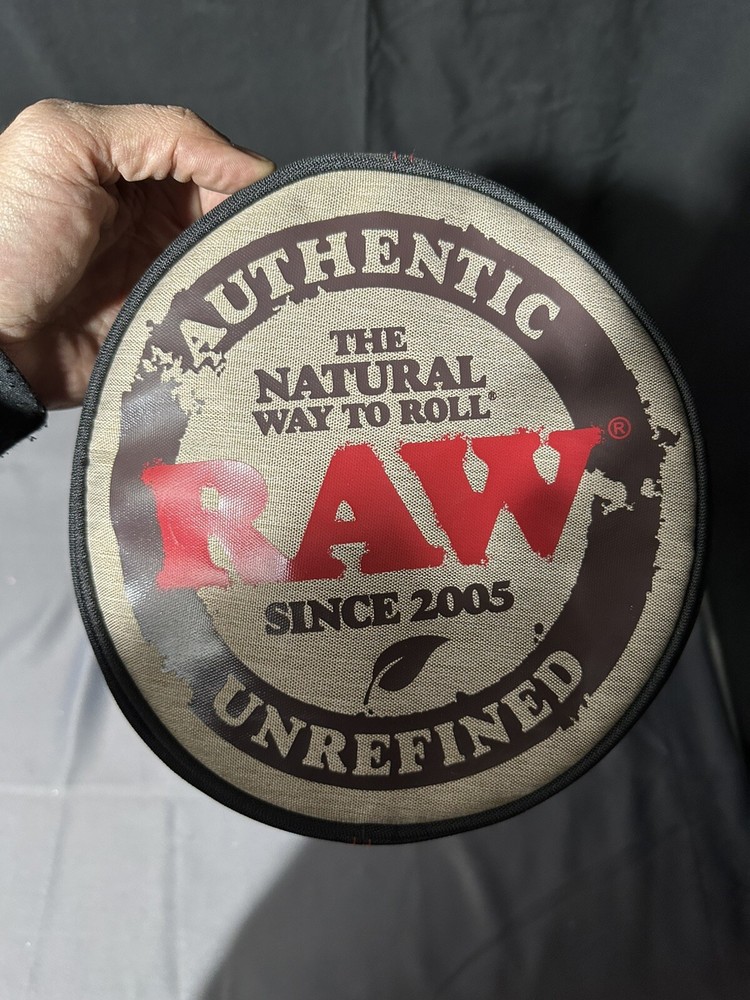 AUTHENTIC
THE
NATURAL
WAY TO ROLL®
RAW®
SINCE 2005
UNREFINED